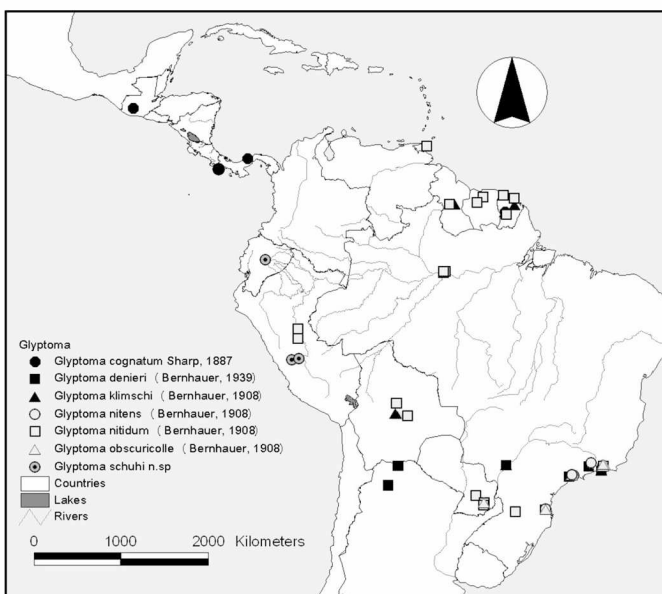 Glyptoma
Glyptoma cognatum Sharp, 1887
Glyptoma denieri (Bernhauer, 1939)
Glyptoma klimschi (Bernhauer, 1908)
Glyptoma nitens (Bernhauer, 1908)
Glyptoma nitidum (Bernhauer, 1908)
Glyptoma obscuricolle (Bernhauer, 1908)
Glyptoma schuhi n.sp
Countries
Lakes
Rivers
0 1000 2000 Kilometers